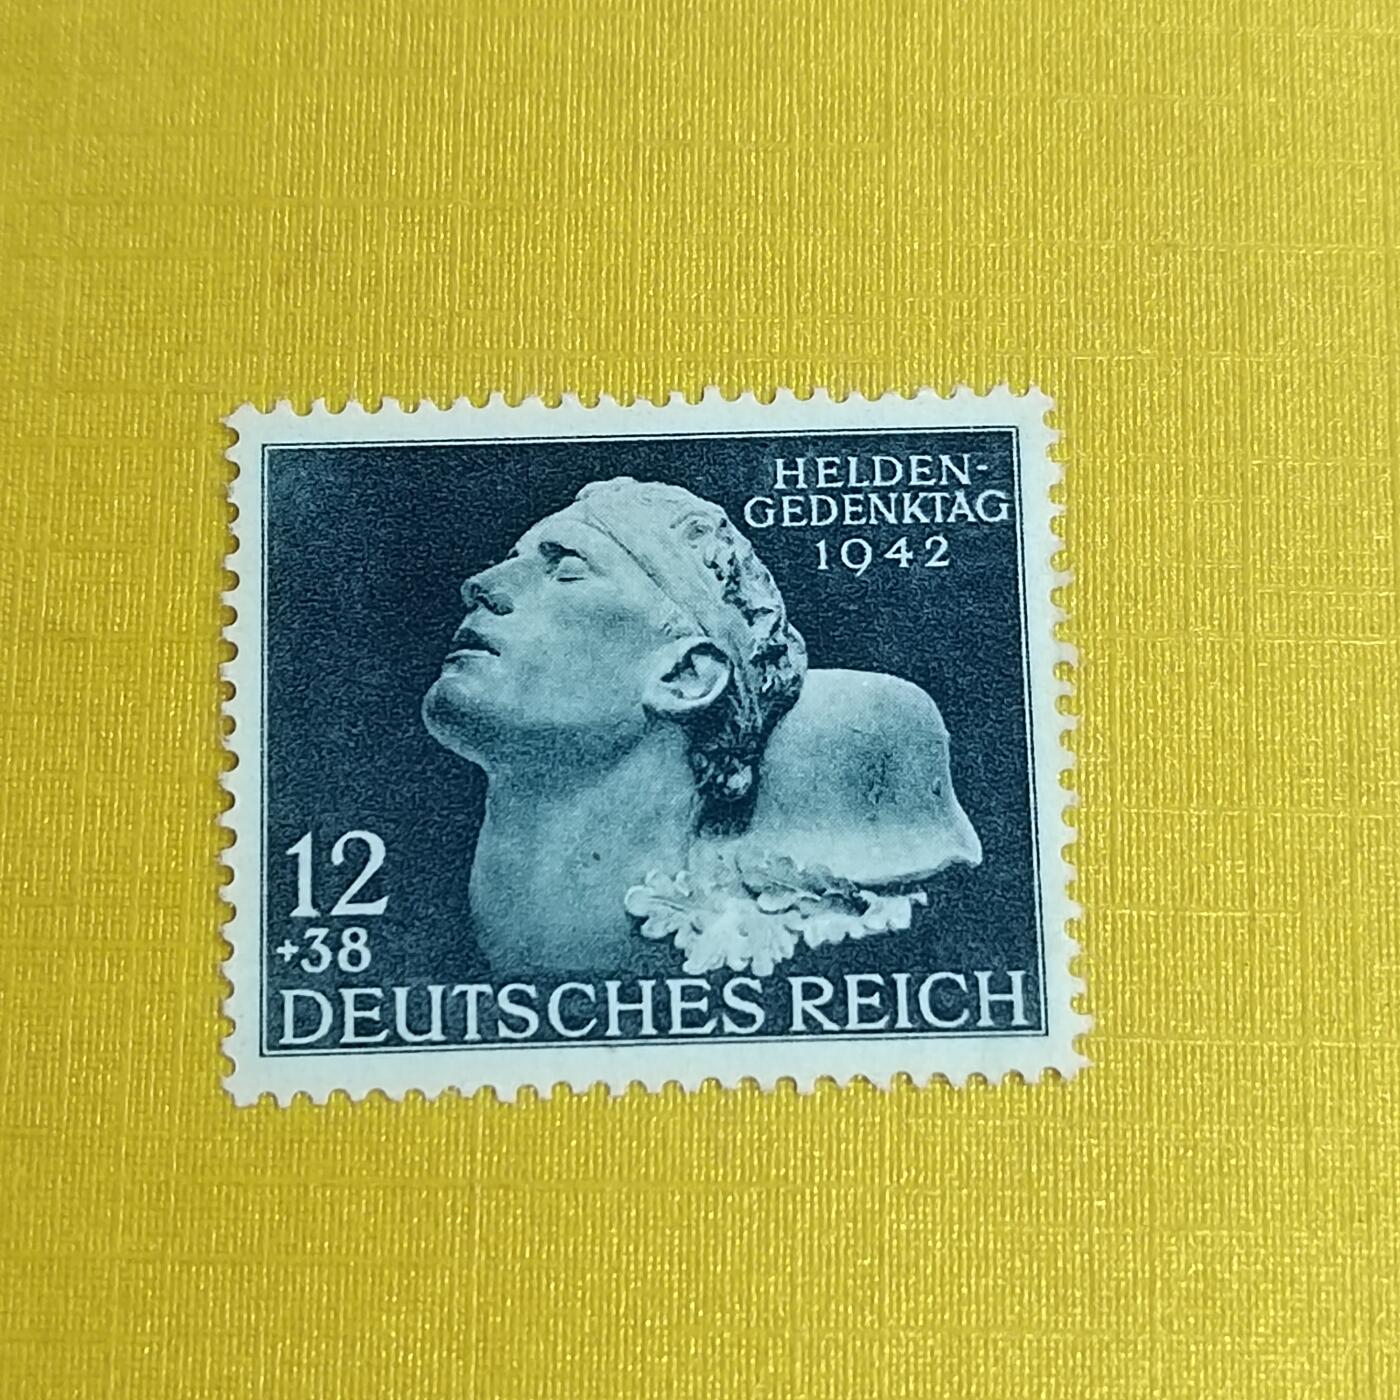 HELDEN-
GEDENKTAG
1942
12
+38
DEUTSCHES REICH